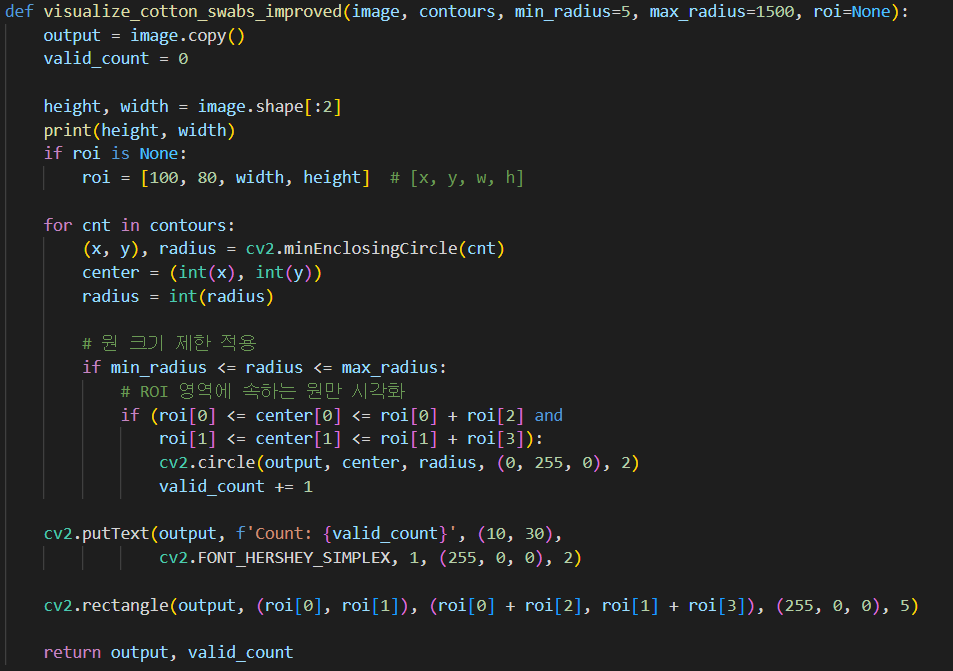 def visualize_cotton_swabs_improved(image, contours, min_radius=5, max_radius=1500, roi=None):
    output = image.copy()
    valid_count = 0

    height, width = image.shape[:2]
    print(height, width)
    if roi is None:
        roi = [100, 80, width, height]  # [x, y, w, h]

    for cnt in contours:
        (x, y), radius = cv2.minEnclosingCircle(cnt)
        center = (int(x), int(y))
        radius = int(radius)

        # 원 크기 제한 적용
        if min_radius <= radius <= max_radius:
            # ROI 영역에 속하는 원만 시각화
            if (roi[0] <= center[0] <= roi[0] + roi[2] and
                roi[1] <= center[1] <= roi[1] + roi[3]):
                cv2.circle(output, center, radius, (0, 255, 0), 2)
                valid_count += 1

    cv2.putText(output, f'Count: {valid_count}', (10, 30),
                cv2.FONT_HERSHEY_SIMPLEX, 1, (255, 0, 0), 2)

    cv2.rectangle(output, (roi[0], roi[1]), (roi[0] + roi[2], roi[1] + roi[3]), (255, 0, 0), 5)

    return output, valid_count